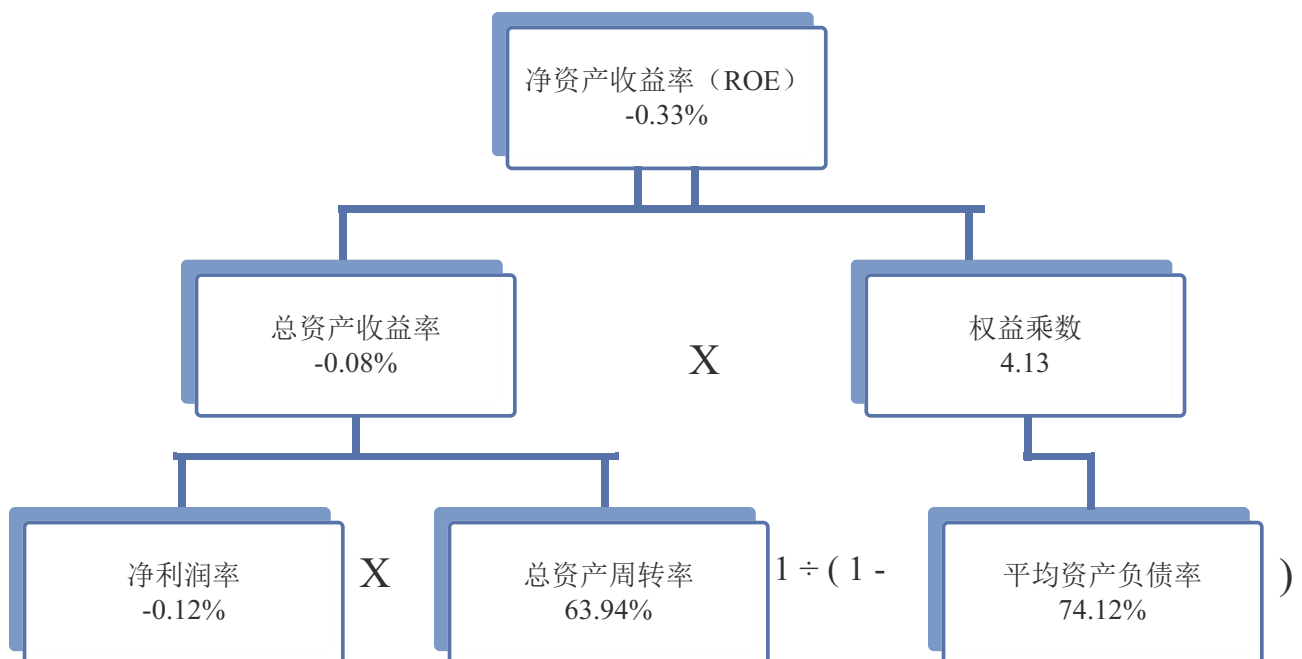 净资产收益率（ROE）
-0.33%
总资产收益率
-0.08%
X
权益乘数
4.13
净利润率
-0.12%
X
总资产周转率
63.94%
1 ÷ ( 1 -
平均资产负债率
74.12%
)